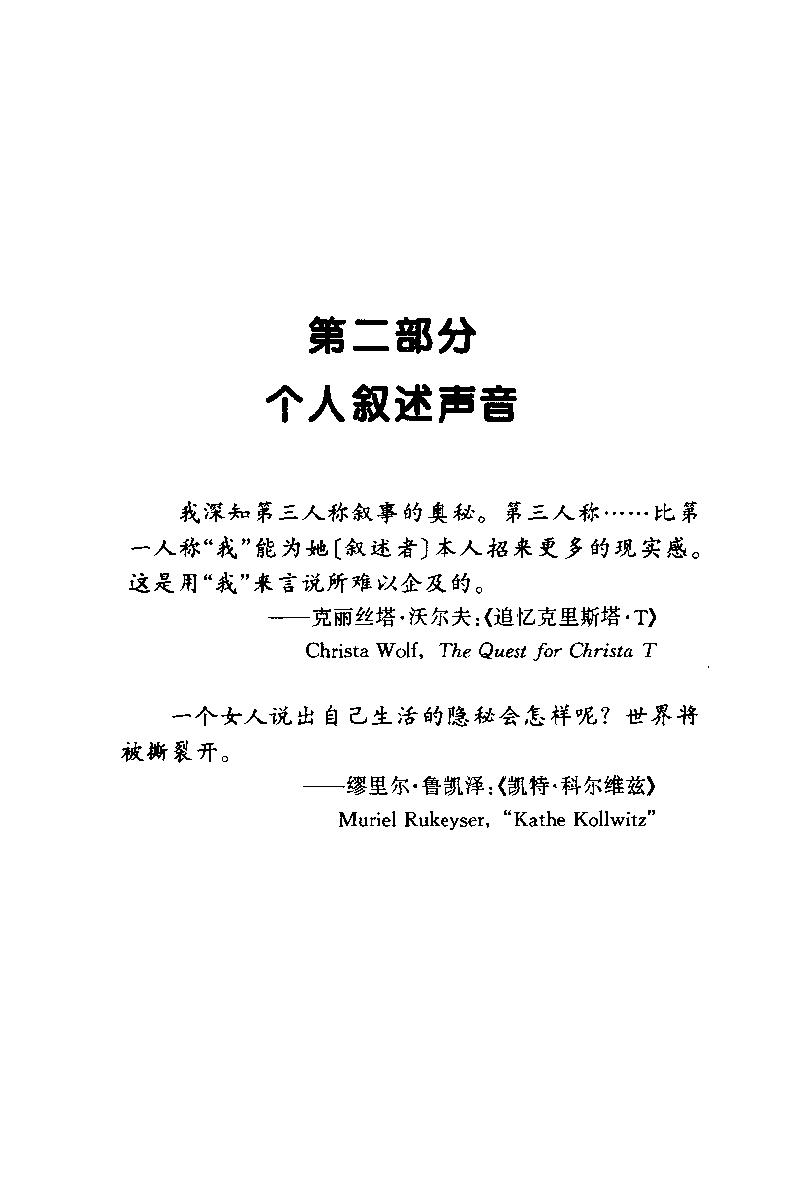 第二部分
个人叙述声音
我深知第三人称叙事的奥秘。第三人称……比第
一人称“我”能为她[叙述者]本人招来更多的现实感。
这是用“我”来言说所难以企及的。
——克丽丝塔·沃尔夫:《追忆克里斯塔·T》
Christa Wolf, The Quest for Christa T
一个女人说出自己生活的隐秘会怎样呢？世界将
被撕裂开。
——缪里尔·鲁凯泽:《凯特·科尔维兹》
Muriel Rukeyser, “Kathe Kollwitz”